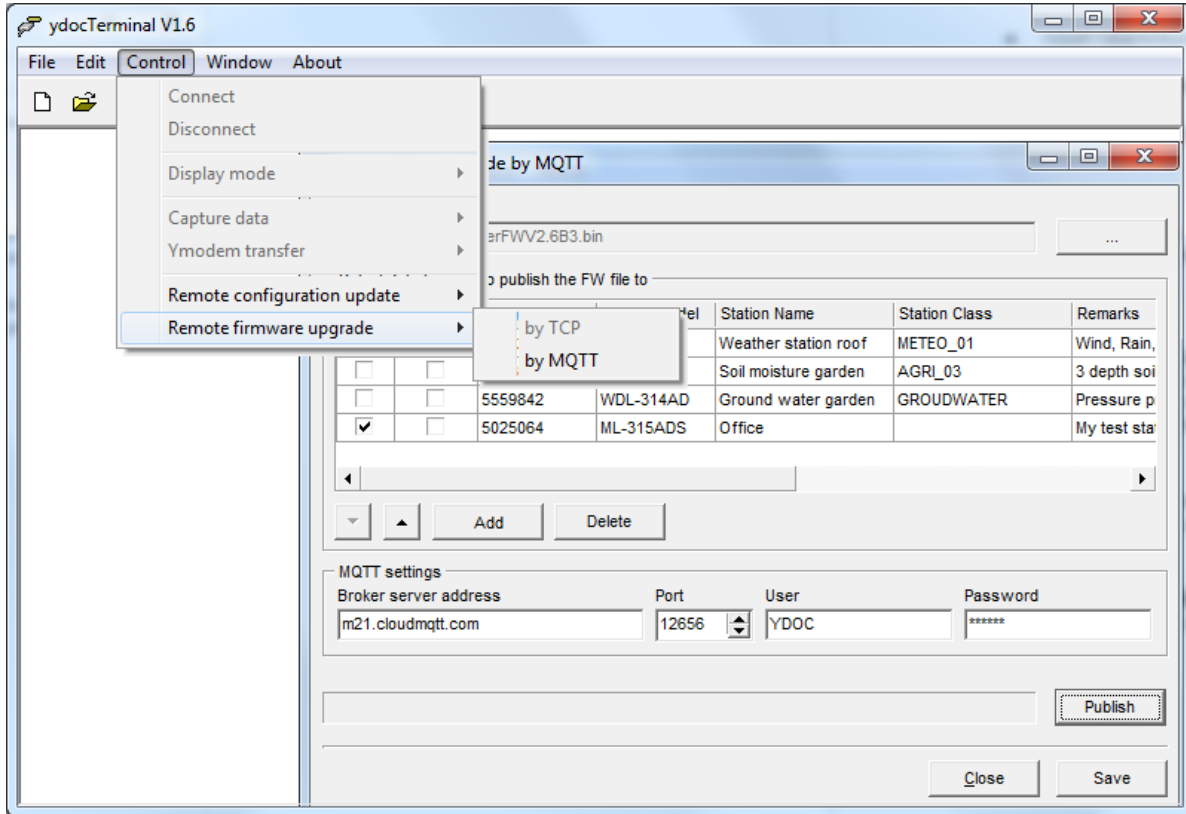 ydocTerminal V1.6
File Edit Control Window About
Connect
Disconnect
Display mode
Capture data
Ymodem transfer
Remote configuration update
Remote firmware upgrade
by TCP
by MQTT
by MQTT
erFWV2.6B3.bin
...
publish the FW file to
Station Name Station Class Remarks
Weather station roof METEO_01 Wind, Rain,
Soil moisture garden AGRI_03 3 depth soi
5559842 WDL-314AD Ground water garden GROUDWATER Pressure p
5025064 ML-315ADS Office My test sta
Add Delete
MQTT settings
Broker server address Port User Password
m21.cloudmqtt.com 12656 YDOC ******
Publish
Close Save